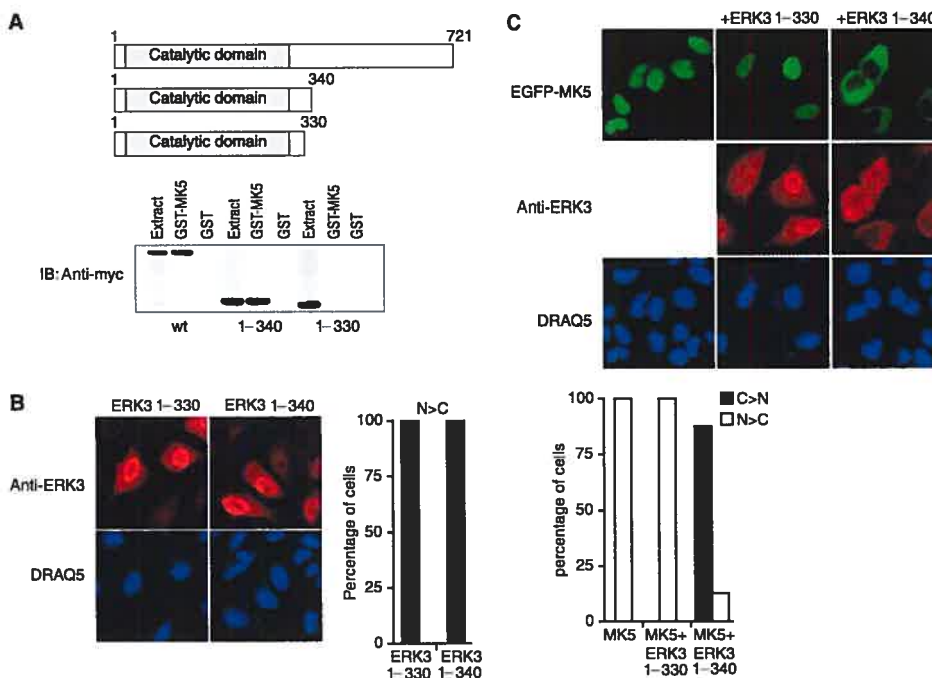 A
1 721
Catalytic domain
1 340
Catalytic domain
1 330
Catalytic domain
Extract
GST-MK5
GST
Extract
GST-MK5
GST
Extract
GST-MK5
GST
IB: Anti-myc
wt 1–340 1–330
B
ERK3 1–330 ERK3 1–340
Anti-ERK3
DRAQ5
N>C
Percentage of cells
100
75
50
25
0
ERK3 1–330
ERK3 1–340
C
+ERK3 1–330 +ERK3 1–340
EGFP-MK5
Anti-ERK3
DRAQ5
C>N
N>C
percentage of cells
100
75
50
25
0
MK5 MK5+ MK5+
ERK3 ERK3
1–330 1–340